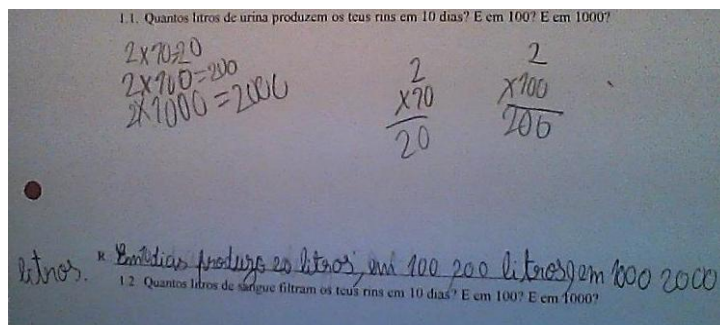 1.1. Quantos litros de urina produzem os teus rins em 10 dias? E em 100? E em 1000?
2x10=20
2x100=200
2x1000=2000
2
x10
20
2
x100
200
R Em 10 dias produzo 20 litros, em 100 200 litros, em 1000 2000
litros.
1.2. Quantos litros de sangue filtram os teus rins em 10 dias? E em 100? E em 1000?